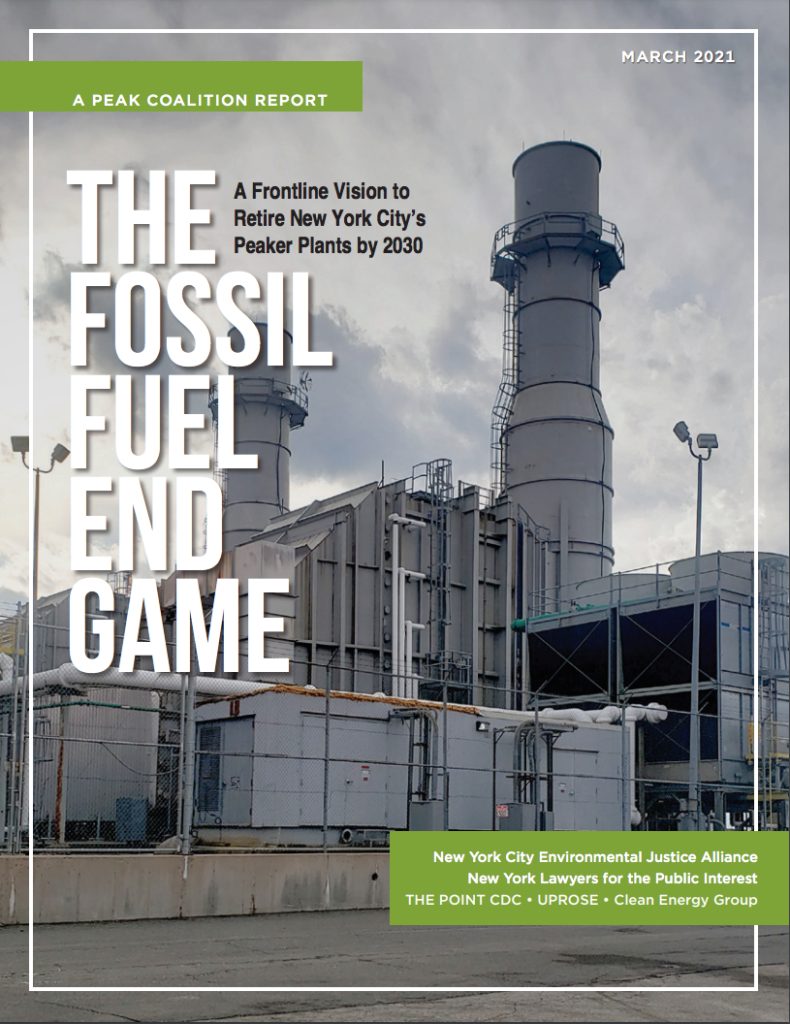 MARCH 2021
A PEAK COALITION REPORT
THE
FOSSIL
FUEL
END
GAME
A Frontline Vision to
Retire New York City's
Peaker Plants by 2030
New York City Environmental Justice Alliance
New York Lawyers for the Public Interest
THE POINT CDC • UPROSE • Clean Energy Group